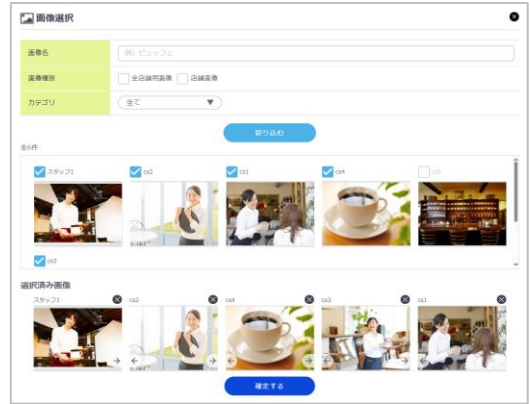 画像選択
画像名
例）ビュッフェ
画像種別
全店舗用画像 店舗画像
カテゴリ
全て
絞り込む
全6件
スタッフ1 cs2 cs1 cs4 cs5
cs3
選択済み画像
スタッフ1 cs2 cs4 cs3 cs1
確定する